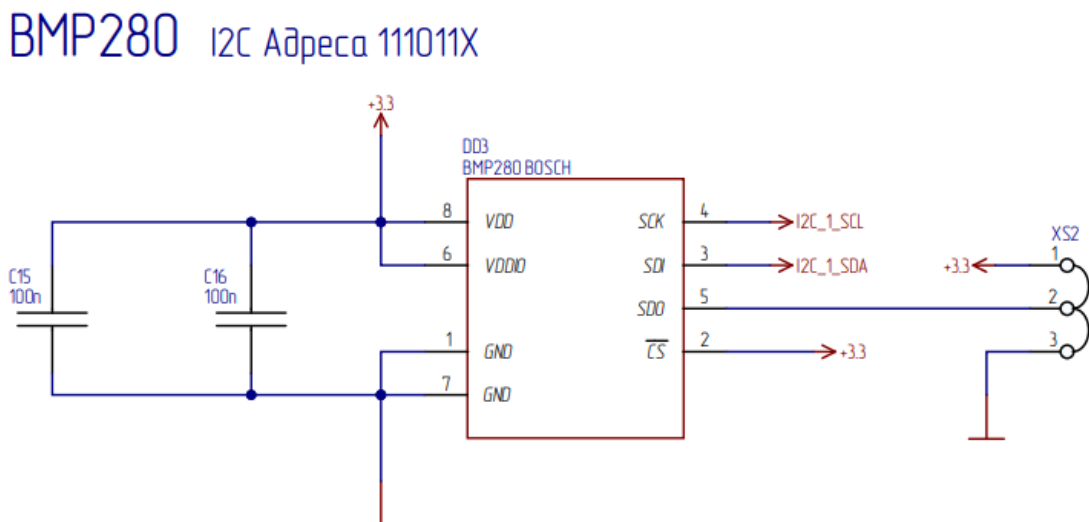 BMP280 I2C Адреса 111011X
+3.3
DD3
BMP280 BOSCH
8 VDD SCK 4 I2C_1_SCL
XS2
6 VDDIO SDI 3 I2C_1_SDA +3.3 1
C15
100n
C16
100n
SDO 5 2
1 GND CS 2 +3.3 3
7 GND